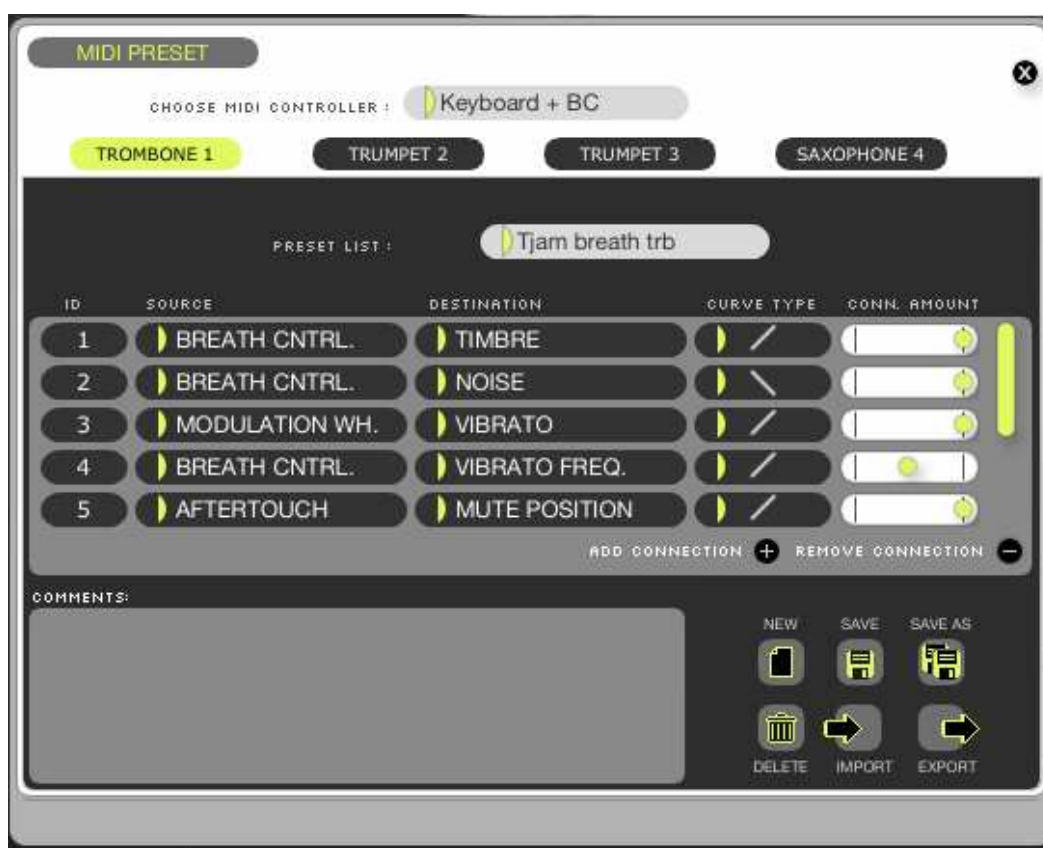 MIDI PRESET
X
CHOOSE MIDI CONTROLLER : Keyboard + BC
TROMBONE 1 TRUMPET 2 TRUMPET 3 SAXOPHONE 4
PRESET LIST : Tjam breath trb
ID SOURCE DESTINATION CURVE TYPE CONN. AMOUNT
1 BREATH CNTRL. TIMBRE
2 BREATH CNTRL. NOISE
3 MODULATION WH. VIBRATO
4 BREATH CNTRL. VIBRATO FREQ.
5 AFTERTOUCH MUTE POSITION
ADD CONNECTION + REMOVE CONNECTION -
COMMENTS:
NEW SAVE SAVE AS
DELETE IMPORT EXPORT